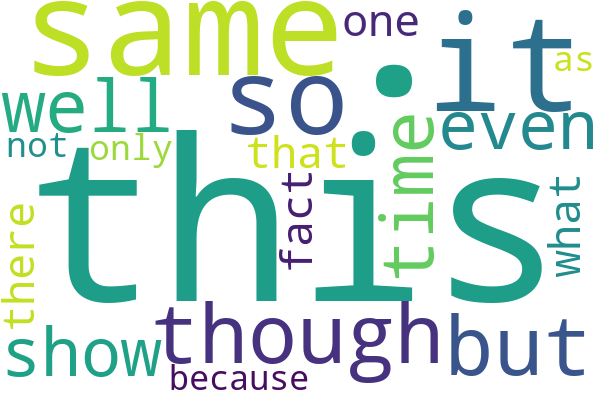 same
one
it
as
well
so
.
even
not
only
that
time
this
fact
what
there
though
show
but
because